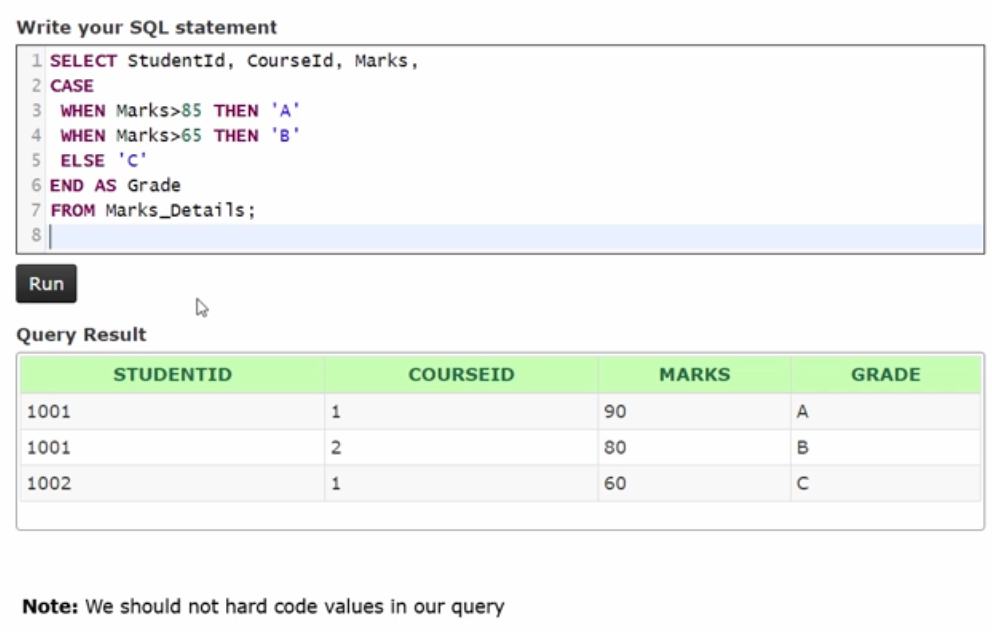 Write your SQL statement
1 SELECT StudentId, CourseId, Marks,
2 CASE
3 WHEN Marks>85 THEN 'A'
4 WHEN Marks>65 THEN 'B'
5 ELSE 'C'
6 END AS Grade
7 FROM Marks_Details;
8
Run
Query Result
STUDENTID COURSEID MARKS GRADE
1001 1 90 A
1001 2 80 B
1002 1 60 C
Note: We should not hard code values in our query